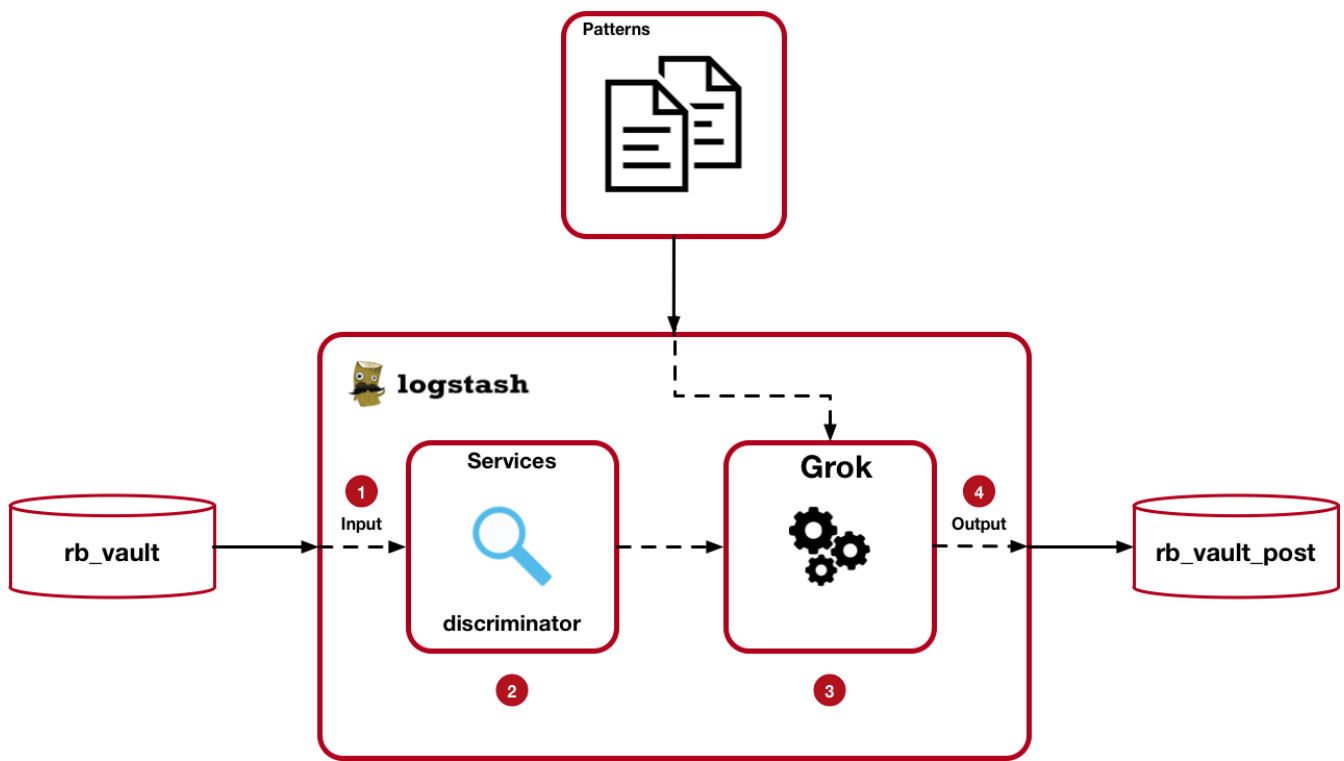 Patterns
logstash
Services
Grok
1
4
Input
Output
rb_vault
rb_vault_post
discriminator
2
3